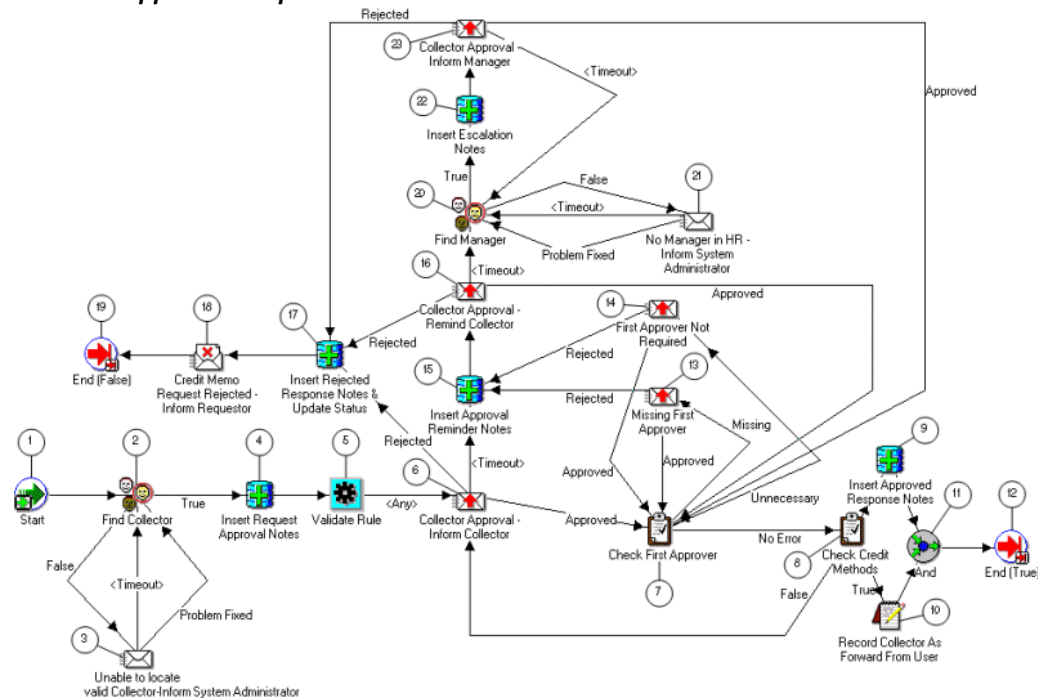 Rejected
23
Collector Approval
Inform Manager
<Timeout>
Approved
22
Insert Escalation
Notes
True
False
21
20
<Timeout>
Find Manager
Problem Fixed
No Manager in HR -
Inform System
Administrator
16
<Timeout>
19
18
17
Collector Approval -
Remind Collector
14
Approved
First Approver Not
Required
Rejected
Rejected
End (False)
Credit Memo
Request Rejected -
Inform Requestor
Insert Rejected
Response Notes &
Update Status
15
13
Insert Approval
Reminder Notes
Rejected
Missing First
Approver
Missing
1
2
4
5
6
Rejected
<Timeout>
Approved
Approved
9
Start
Find Collector
True
Insert Request
Approval Notes
Validate Rule
<Any>
Collector Approval -
Inform Collector
Approved
Check First Approver
Unnecessary
No Error
Insert Approved
Response Notes
11
12
8
Check Credit
Methods
And
End (True)
7
False
<Timeout>
Problem Fixed
False
True
10
3
Record Collector As
Forward From User
Unable to locate
valid Collector-Inform System Administrator